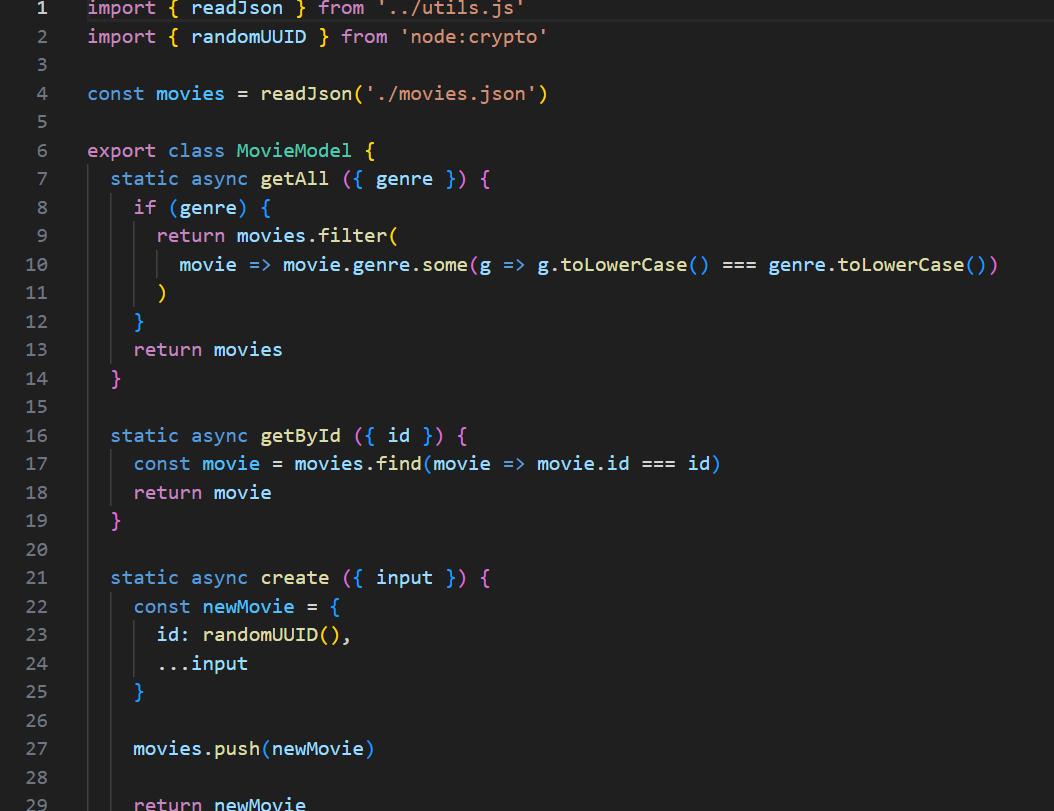 1 import { readJson } from '../utils.js'
2 import { randomUUID } from 'node:crypto'
3
4 const movies = readJson('./movies.json')
5
6 export class MovieModel {
7   static async getAll ({ genre }) {
8     if (genre) {
9       return movies.filter(
10         movie => movie.genre.some(g => g.toLowerCase() === genre.toLowerCase())
11       )
12     }
13     return movies
14   }
15
16   static async getById ({ id }) {
17     const movie = movies.find(movie => movie.id === id)
18     return movie
19   }
20
21   static async create ({ input }) {
22     const newMovie = {
23       id: randomUUID(),
24       ...input
25     }
26
27     movies.push(newMovie)
28
29     return newMovie